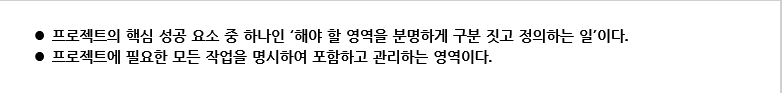 ● 프로젝트의 핵심 성공 요소 중 하나인 ‘해야 할 영역을 분명하게 구분 짓고 정의하는 일’이다.
● 프로젝트에 필요한 모든 작업을 명시하여 포함하고 관리하는 영역이다.